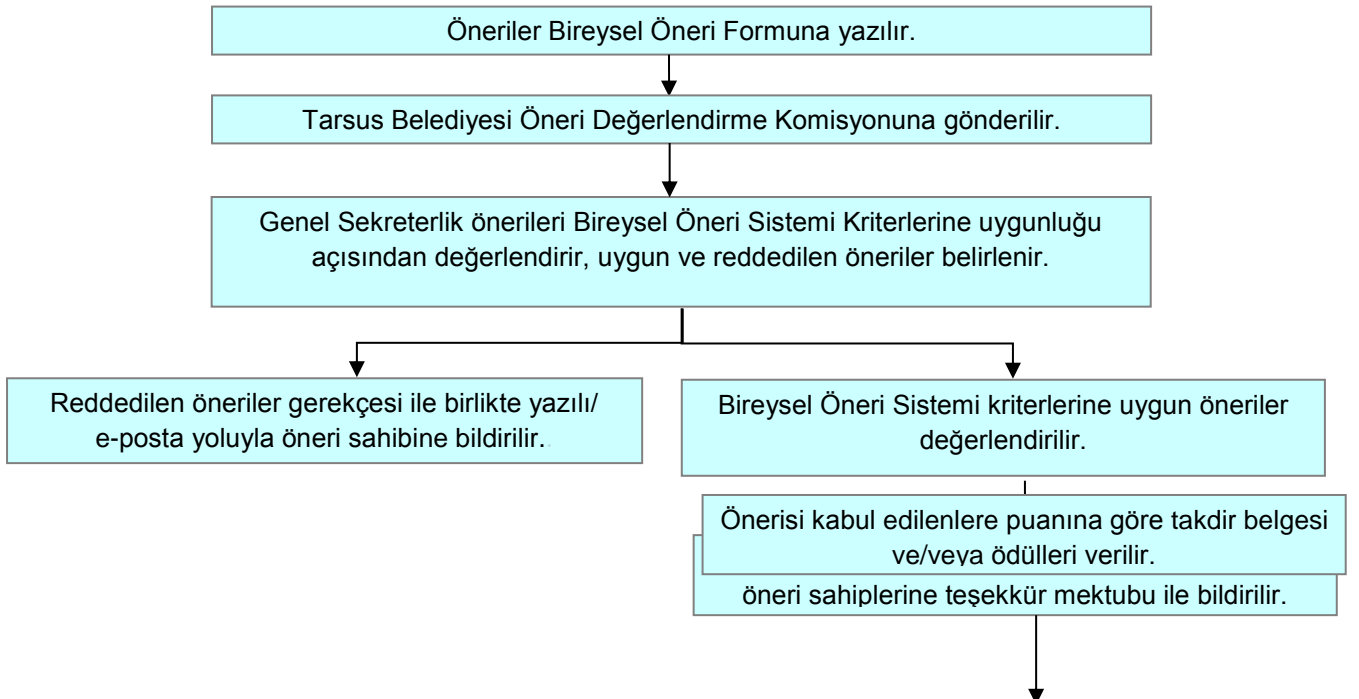 Öneriler Bireysel Öneri Formuna yazılır.
Tarsus Belediyesi Öneri Değerlendirme Komisyonuna gönderilir.
Genel Sekreterlik önerileri Bireysel Öneri Sistemi Kriterlerine uygunluğu
açısından değerlendirir, uygun ve reddedilen öneriler belirlenir.
Reddedilen öneriler gerekçesi ile birlikte yazılı/
e-posta yoluyla öneri sahibine bildirilir..
Bireysel Öneri Sistemi kriterlerine uygun öneriler
değerlendirilir.
Önerisi kabul edilenlere puanına göre takdir belgesi
ve/veya ödülleri verilir.
öneri sahiplerine teşekkür mektubu ile bildirilir.